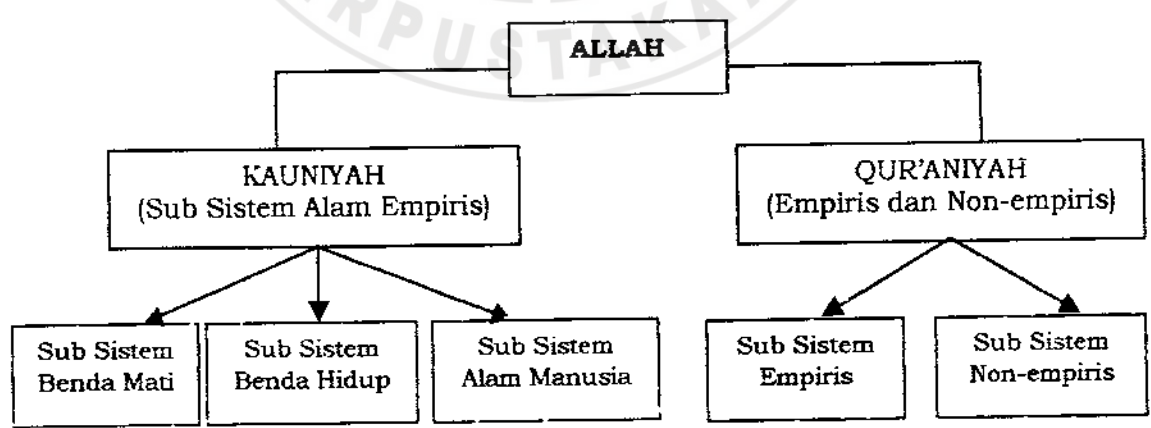 ERPUSTAKA
ALLAH
KAUNIYAH
(Sub Sistem Alam Empiris)
QUR'ANIYAH
(Empiris dan Non-empiris)
Sub Sistem
Benda Mati
Sub Sistem
Benda Hidup
Sub Sistem
Alam Manusia
Sub Sistem
Empiris
Sub Sistem
Non-empiris